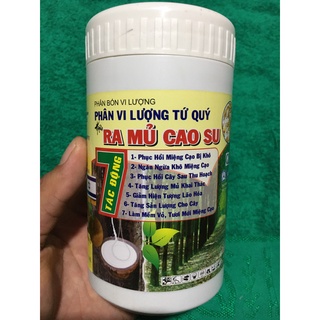 PHÂN BÓN VI LƯỢNG
PHÂN VI LƯỢNG TỨ QUÝ
RA MỦ CAO SU
7
TÁC ĐỘNG
1- Phục Hồi Miệng Cạo Bị Khô
2- Ngăn Ngừa Khô Miệng Cạo
3- Phục Hồi Cây Sau Thu Hoạch
4- Tăng Lượng Mủ Khai Thác
5- Giảm Hiện Tượng Lão Hóa
6- Tăng Sản Lượng Cho Cây
7- Làm Mềm Vỏ, Tươi Mới Miệng Cạo